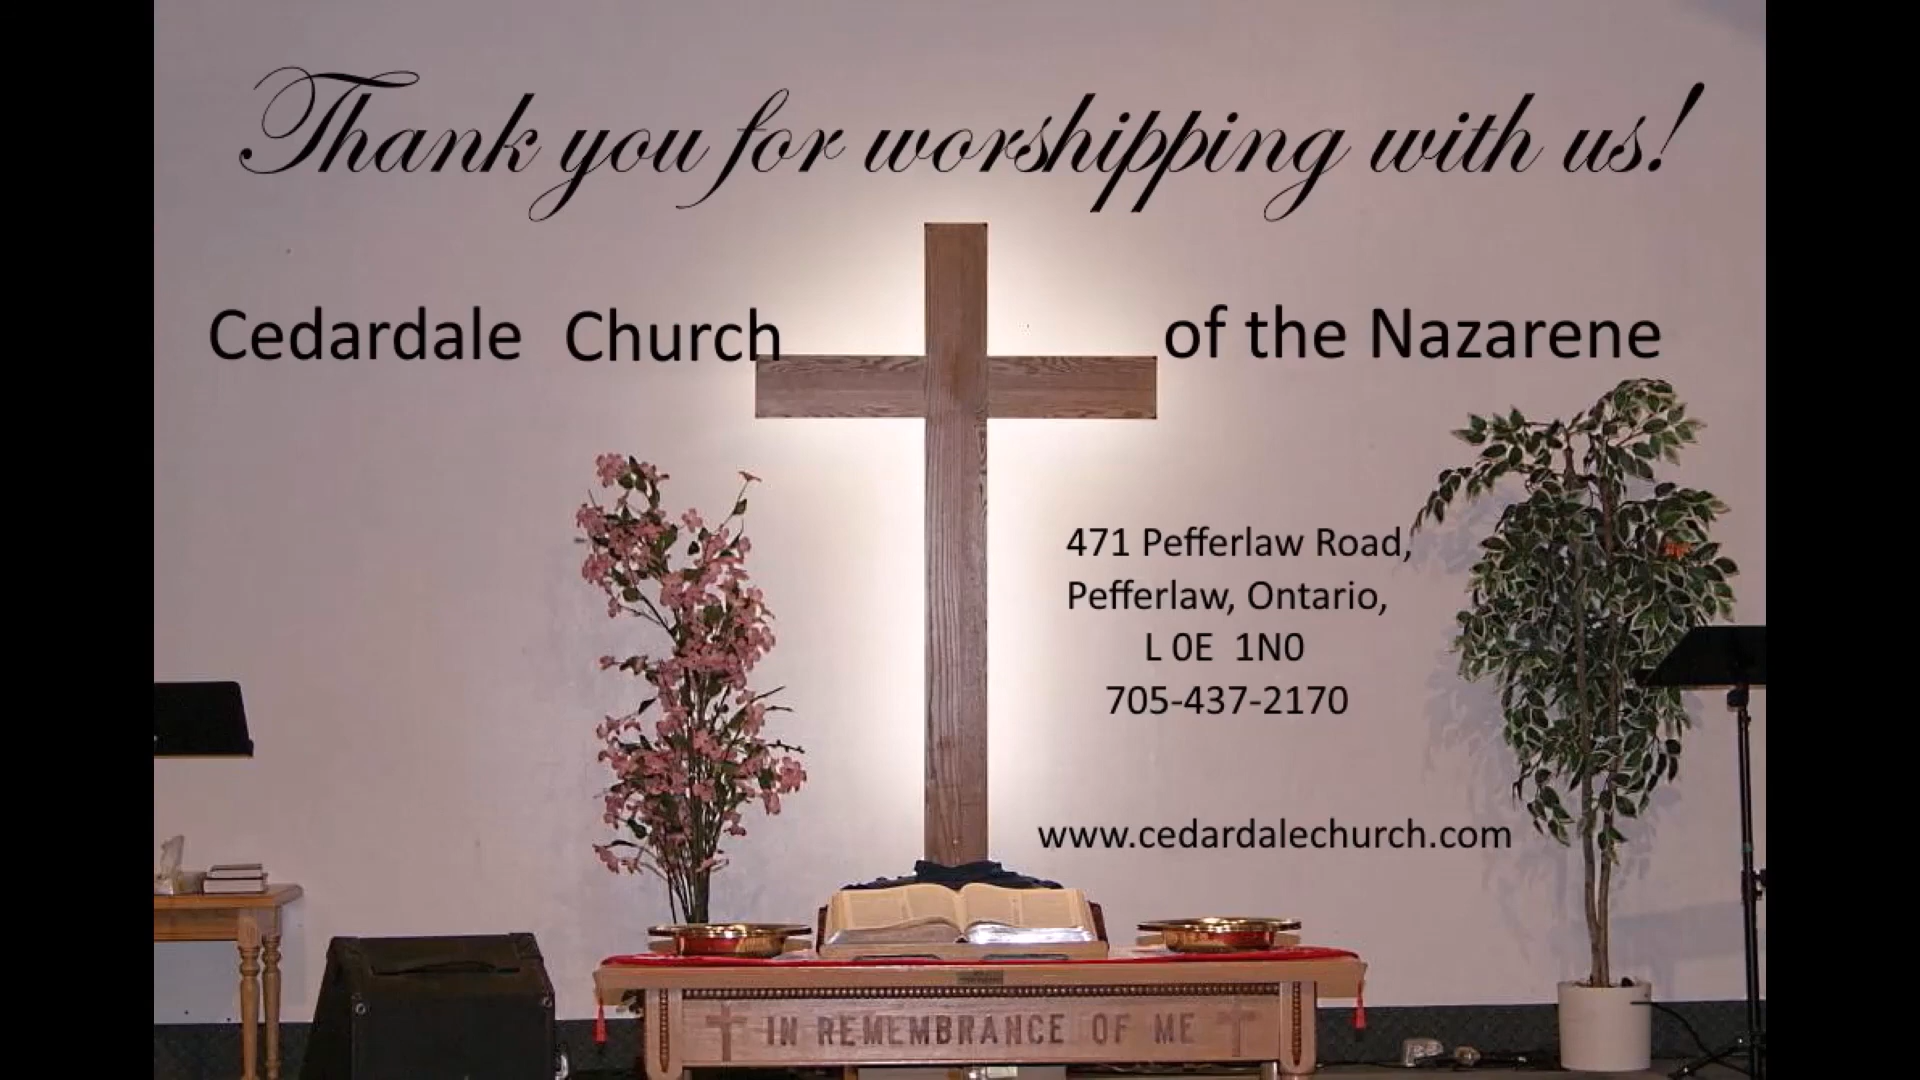 Thank you for worshipping with us!
Cedardale Church of the Nazarene
471 Pefferlaw Road,
Pefferlaw, Ontario,
L 0E 1N0
705-437-2170
www.cedardalechurch.com
IN REMEMBRANCE OF ME